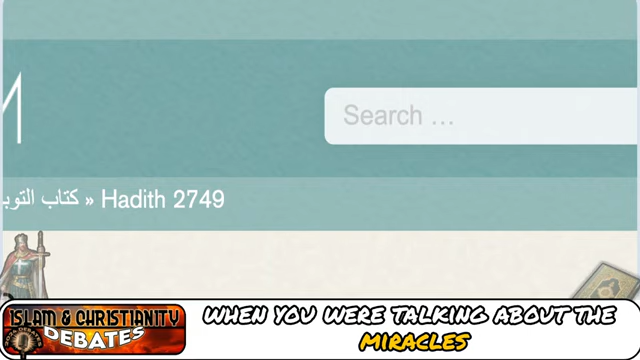 Search ...
كتاب التوب « Hadith 2749
ISLAM & CHRISTIANITY
DEBATES
WHEN YOU WERE TALKING ABOUT THE
MIRACLES